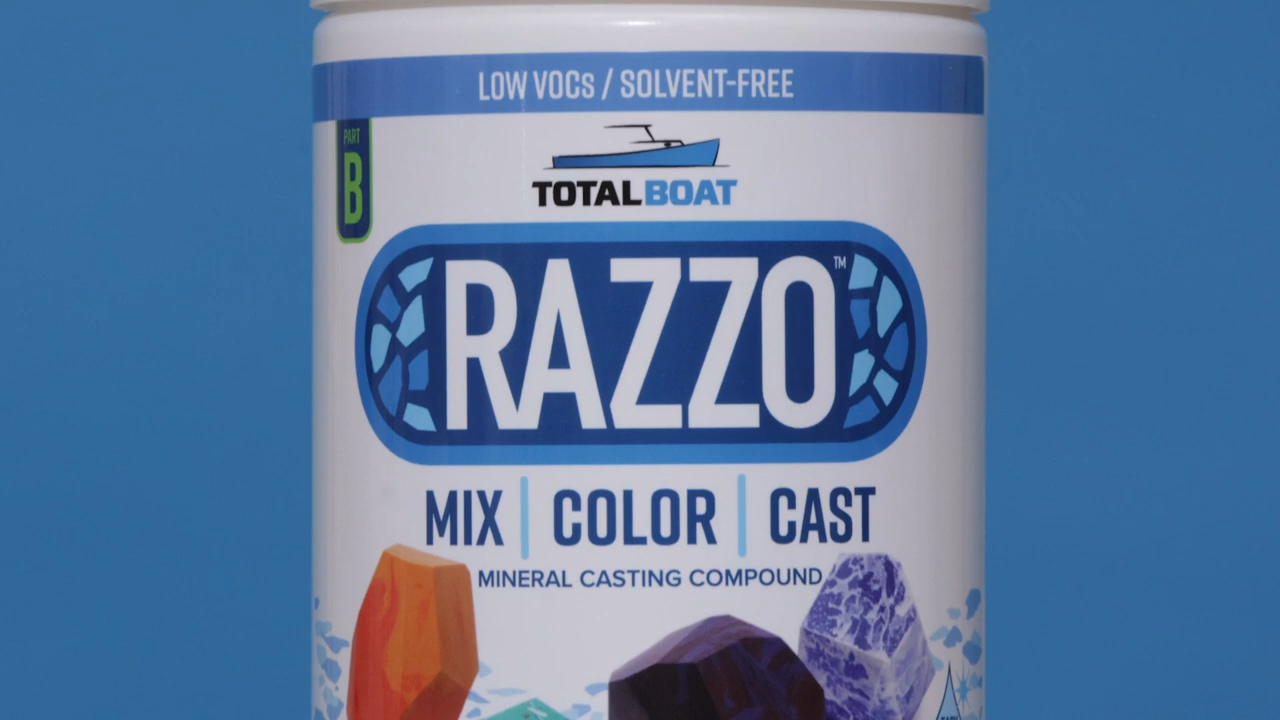 LOW VOCs / SOLVENT-FREE
PART
B
TOTALBOAT
RAZZO™
MIX | COLOR | CAST
MINERAL CASTING COMPOUND